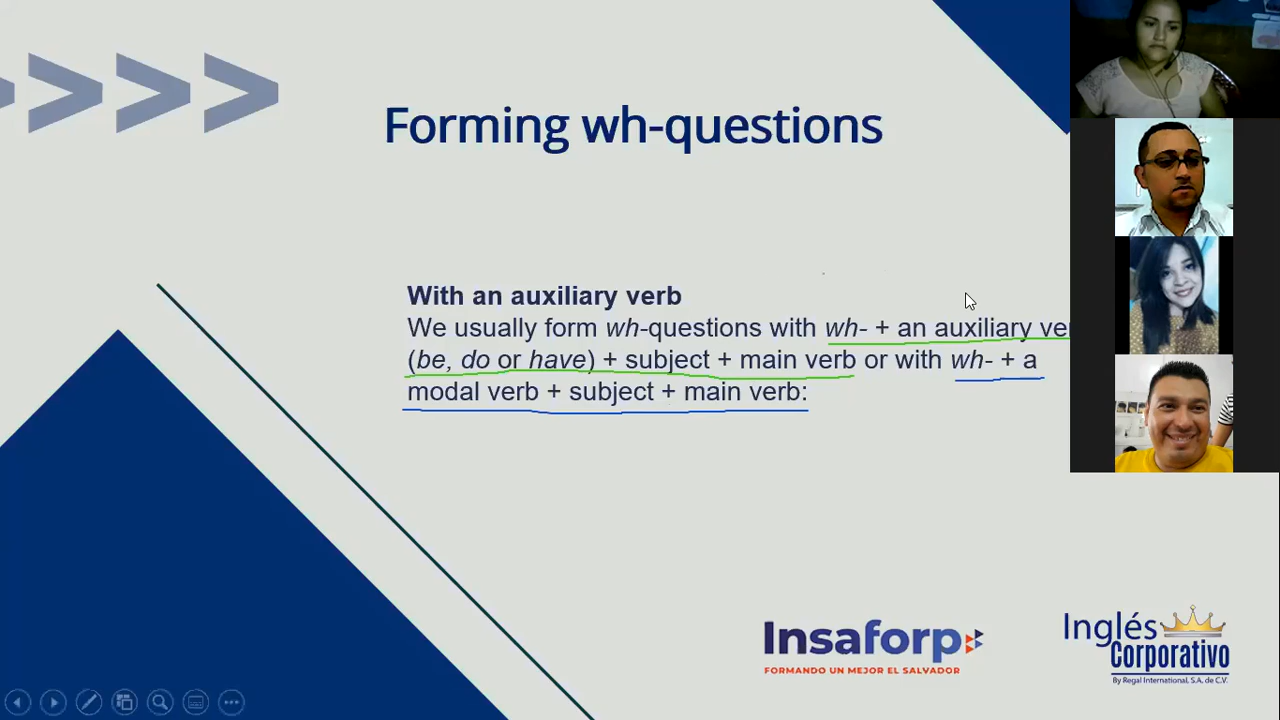 Forming wh-questions
With an auxiliary verb
We usually form wh-questions with wh- + an auxiliary
(be, do or have) + subject + main verb or with wh- + a
modal verb + subject + main verb:
Insaforp
FORMANDO UN MEJOR EL SALVADOR
Inglés
Corporativo
By Regal International, S.A. de C.V.